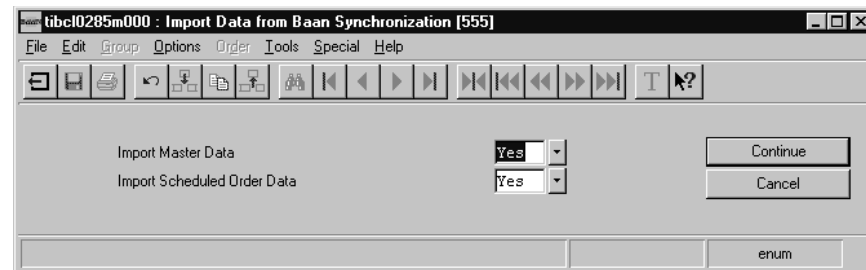 tibcl0285m000 : Import Data from Baan Synchronization [555]
File Edit Group Options Order Tools Special Help
T ?
Import Master Data Yes Continue
Import Scheduled Order Data Yes Cancel
enum